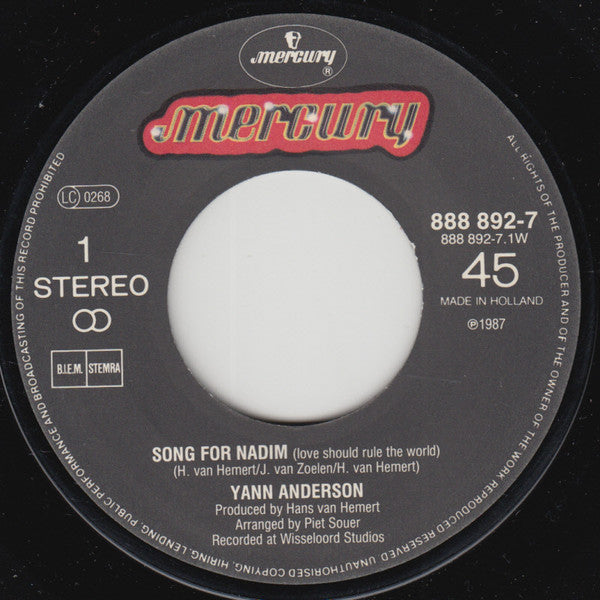 mercury
®
mercury
LC 0268
1
STEREO
B.I.E.M. STEMRA
888 892-7
888 892-7.1W
45
MADE IN HOLLAND
℗1987
SONG FOR NADIM (love should rule the world)
(H. van Hemert/J. van Zoelen/H. van Hemert)
YANN ANDERSON
Produced by Hans van Hemert
Arranged by Piet Souer
Recorded at Wisseloord Studios
ALL RIGHTS OF THE PRODUCER AND OF THE OWNER OF THE WORK REPRODUCED RESERVED. UNAUTHORISED COPYING, HIRING, LENDING, PUBLIC PERFORMANCE AND BROADCASTING OF THIS RECORD PROHIBITED